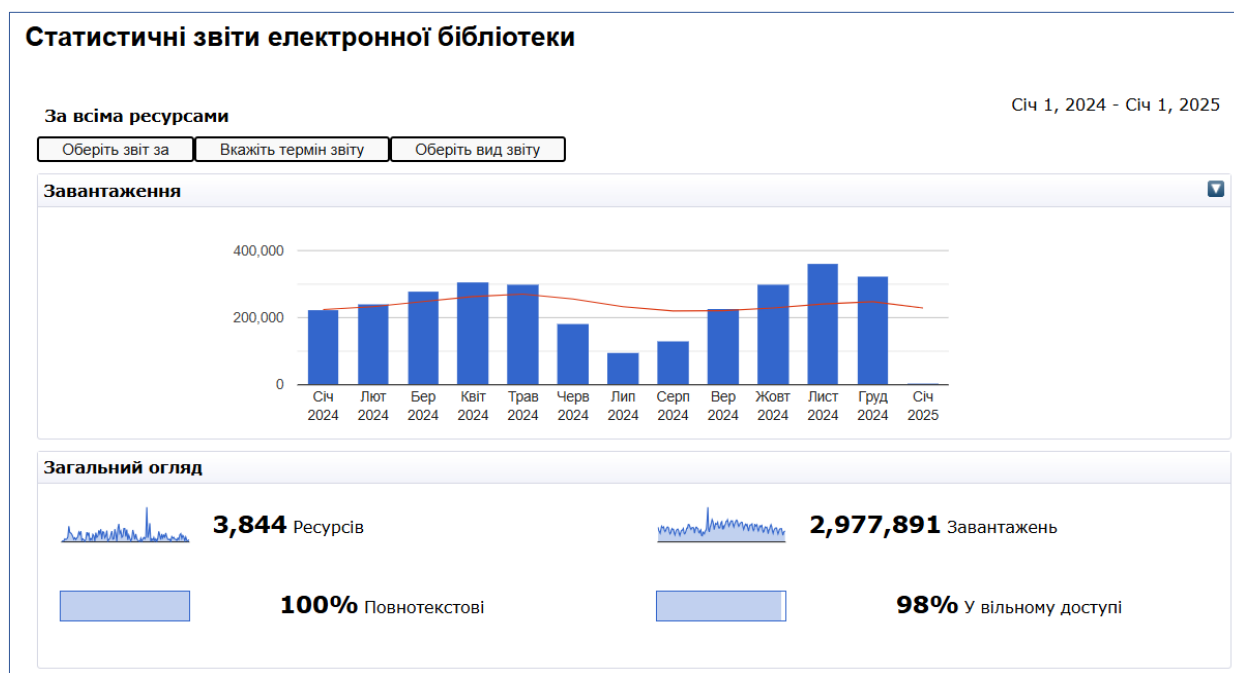 Статистичні звіти електронної бібліотеки
Січ 1, 2024 - Січ 1, 2025
За всіма ресурсами
Оберіть звіт за Вкажіть термін звіту Оберіть вид звіту
Завантаження
400,000
200,000
0
Січ Лют Бер Квіт Трав Черв Лип Серп Вер Жовт Лист Груд Січ
2024 2024 2024 2024 2024 2024 2024 2024 2024 2024 2024 2024 2025
Загальний огляд
3,844 Ресурсів 2,977,891 Завантажень
100% Повнотекстові 98% У вільному доступі